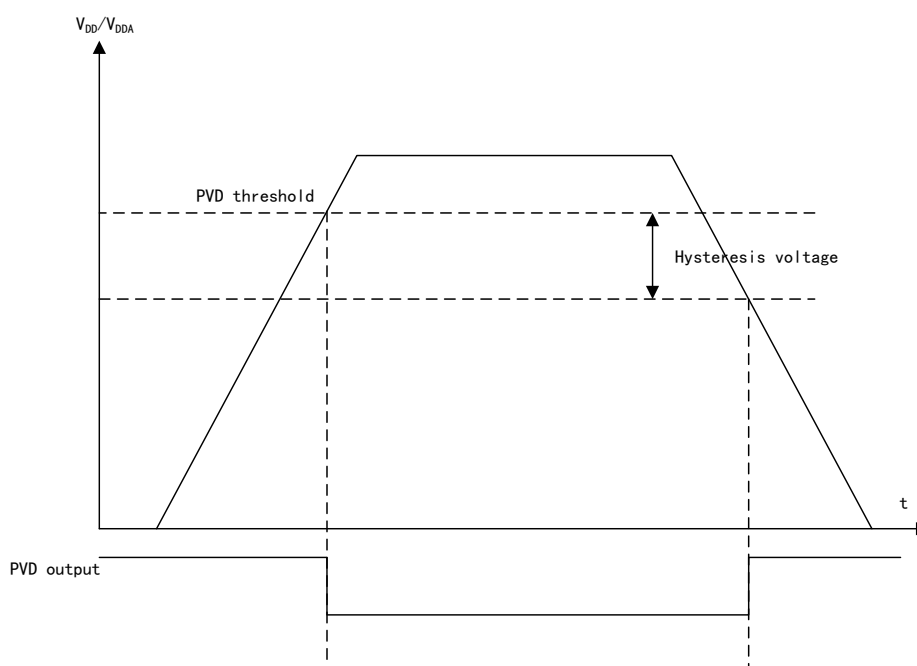 VDD/VDDA
PVD threshold
Hysteresis voltage
t
PVD output